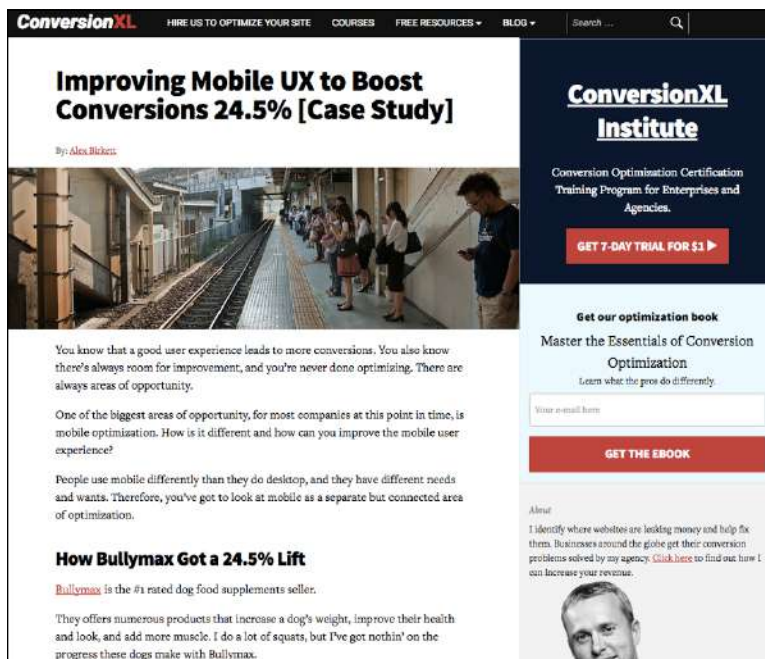 ConversionXL
HIRE US TO OPTIMIZE YOUR SITE
COURSES
FREE RESOURCES
BLOG
Search ...
Improving Mobile UX to Boost
Conversions 24.5% [Case Study]
By: Alex Birkett
You know that a good user experience leads to more conversions. You also know
there's always room for improvement, and you're never done optimizing. There are
always areas of opportunity.
One of the biggest areas of opportunity, for most companies at this point in time, is
mobile optimization. How is it different and how can you improve the mobile user
experience?
People use mobile differently than they do desktop, and they have different needs
and wants. Therefore, you've got to look at mobile as a separate but connected area
of optimization.
How Bullymax Got a 24.5% Lift
Bullymax is the #1 rated dog food supplements seller.
They offers numerous products that increase a dog's weight, improve their health
and look, and add more muscle. I do a lot of squats, but I've got nothin' on the
progress these dogs make with Bullymax.
ConversionXL
Institute
Conversion Optimization Certification
Training Program for Enterprises and
Agencies.
GET 7-DAY TRIAL FOR $1
Get our optimization book
Master the Essentials of Conversion
Optimization
Learn what the pros do differently.
Your e-mail here
GET THE EBOOK
About
I identify where websites are leaking money and help fix
them. Businesses around the globe get their conversion
problems solved by my agency. Click here to find out how I
can increase your revenue.